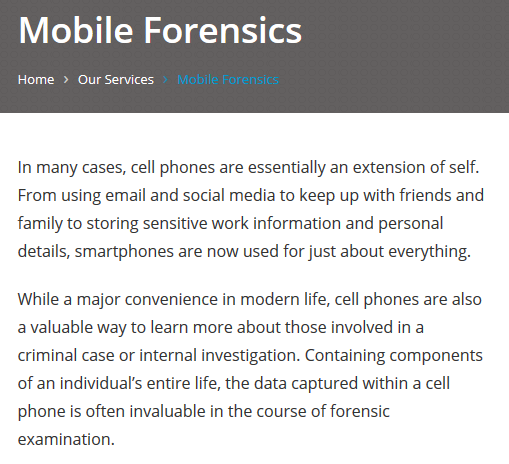 Mobile Forensics
Home > Our Services > Mobile Forensics
In many cases, cell phones are essentially an extension of self.
From using email and social media to keep up with friends and
family to storing sensitive work information and personal
details, smartphones are now used for just about everything.
While a major convenience in modern life, cell phones are also
a valuable way to learn more about those involved in a
criminal case or internal investigation. Containing components
of an individual’s entire life, the data captured within a cell
phone is often invaluable in the course of forensic
examination.